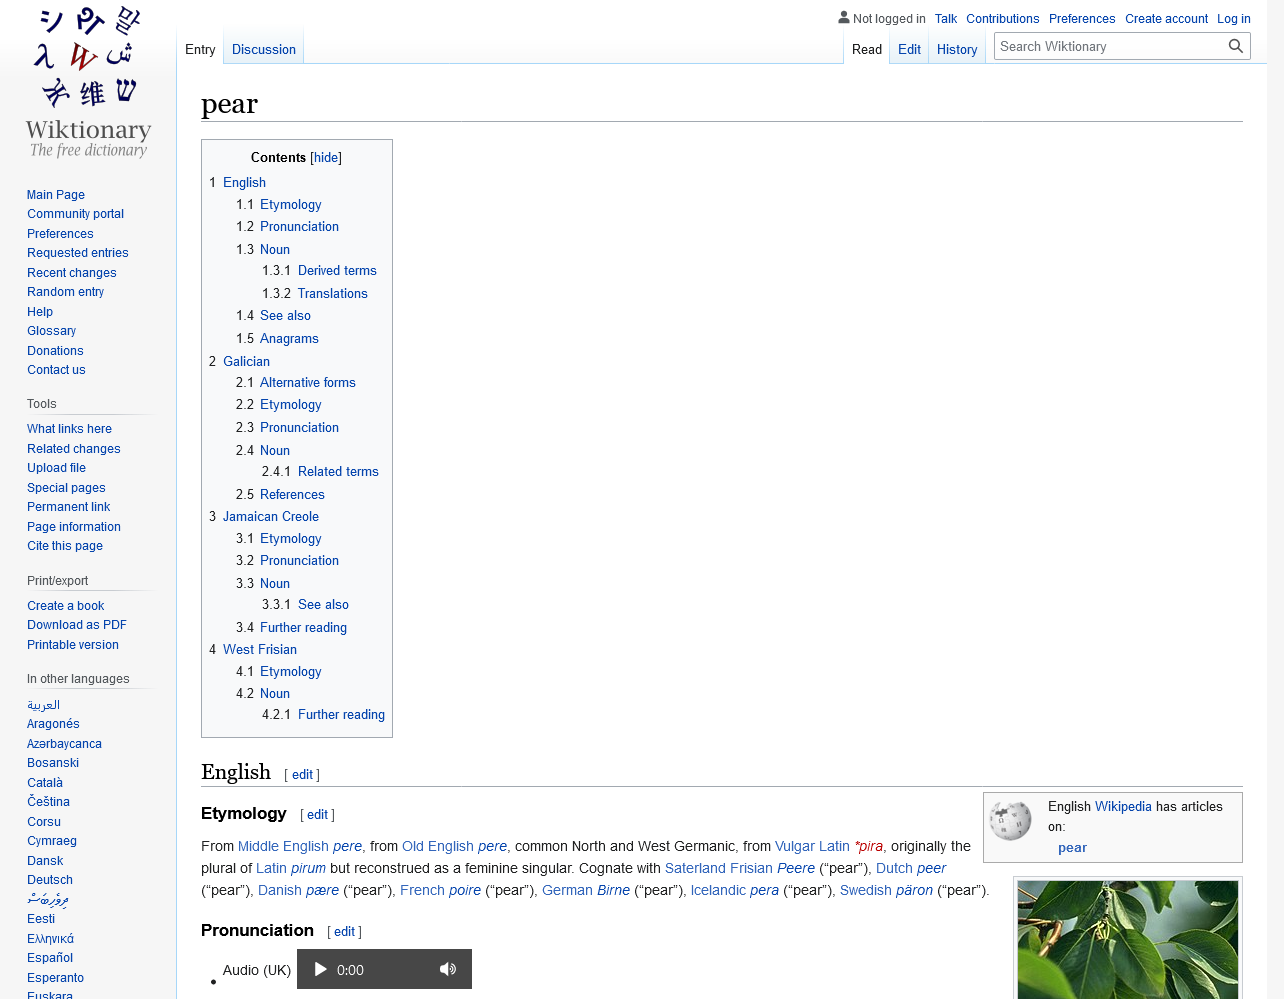 Not logged in Talk Contributions Preferences Create account Log in
Entry Discussion
Read Edit History Search Wiktionary
Wiktionary
The free dictionary
Main Page
Community portal
Preferences
Requested entries
Recent changes
Random entry
Help
Glossary
Donations
Contact us
Tools
What links here
Related changes
Upload file
Special pages
Permanent link
Page information
Cite this page
Print/export
Create a book
Download as PDF
Printable version
In other languages
العربية
Aragonés
Azərbaycanca
Bosanski
Català
Čeština
Corsu
Cymraeg
Dansk
Deutsch
ދިވެހިބަސް
Eesti
Ελληνικά
Español
Esperanto
Euskara
pear
Contents [hide]
1 English
1.1 Etymology
1.2 Pronunciation
1.3 Noun
1.3.1 Derived terms
1.3.2 Translations
1.4 See also
1.5 Anagrams
2 Galician
2.1 Alternative forms
2.2 Etymology
2.3 Pronunciation
2.4 Noun
2.4.1 Related terms
2.5 References
3 Jamaican Creole
3.1 Etymology
3.2 Pronunciation
3.3 Noun
3.3.1 See also
3.4 Further reading
4 West Frisian
4.1 Etymology
4.2 Noun
4.2.1 Further reading
English [ edit ]
English Wikipedia has articles
on:
pear
Etymology [ edit ]
From Middle English pere, from Old English pere, common North and West Germanic, from Vulgar Latin *pira, originally the
plural of Latin pirum but reconstrued as a feminine singular. Cognate with Saterland Frisian Peere (“pear”), Dutch peer
(“pear”), Danish pære (“pear”), French poire (“pear”), German Birne (“pear”), Icelandic pera (“pear”), Swedish päron (“pear”).
Pronunciation [ edit ]
Audio (UK) 0:00